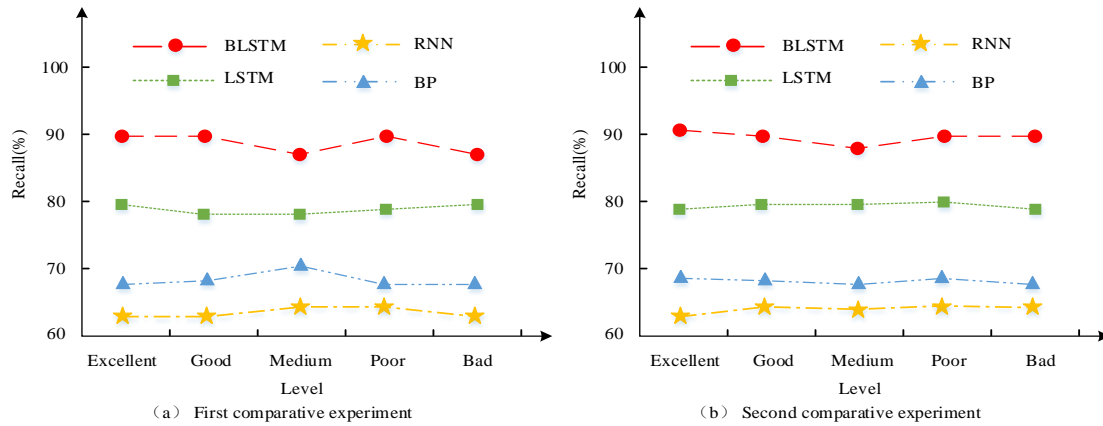 BLSTM
RNN
LSTM
BP
100
90
80
70
60
Recall(%)
Excellent
Good
Medium
Poor
Bad
Level
（a） First comparative experiment
BLSTM
RNN
LSTM
BP
100
90
80
70
60
Recall(%)
Excellent
Good
Medium
Poor
Bad
Level
（b） Second comparative experiment